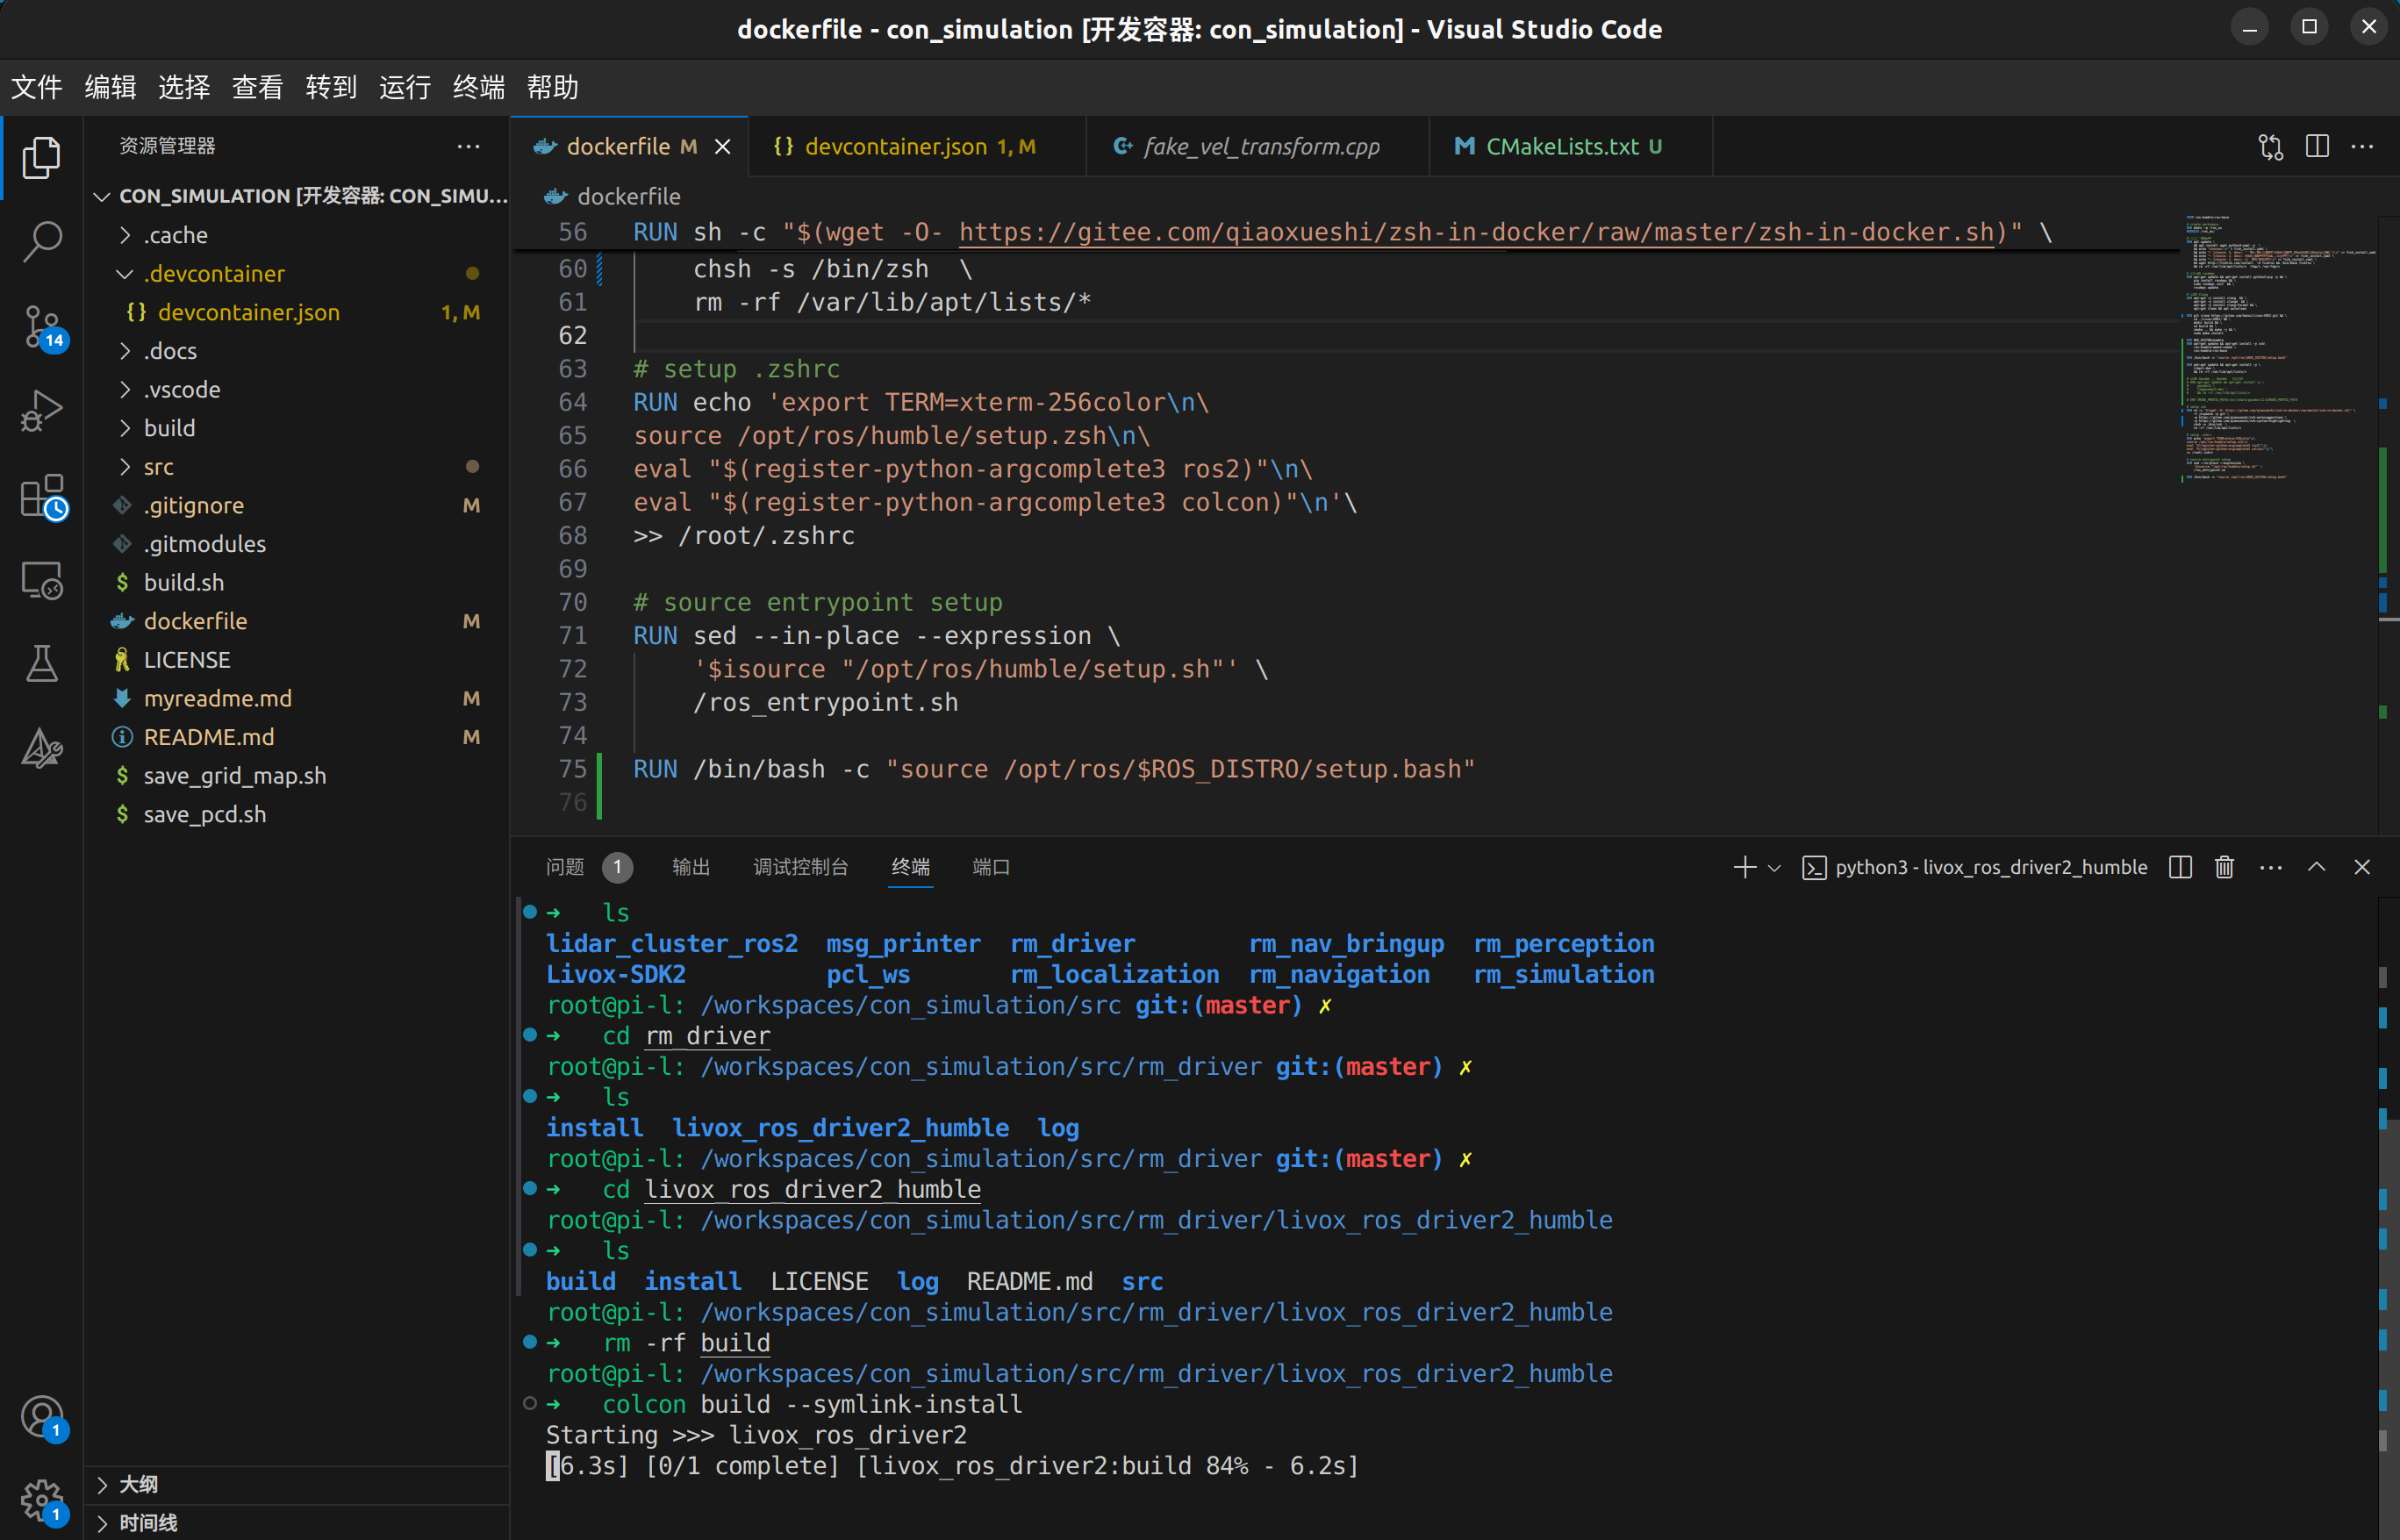 dockerfile - con_simulation [开发容器: con_simulation] - Visual Studio Code
文件 编辑 选择 查看 转到 运行 终端 帮助
资源管理器
CON_SIMULATION [开发容器: CON_SIMU...
.cache
.devcontainer
{} devcontainer.json 1, M
.docs
.vscode
build
src
.gitignore M
.gitmodules
$ build.sh
dockerfile M
LICENSE
myreadme.md M
README.md M
$ save_grid_map.sh
$ save_pcd.sh
大纲
时间线
14
1
1
dockerfile M
{} devcontainer.json 1, M
fake_vel_transform.cpp
CMakeLists.txt U
dockerfile
56 RUN sh -c "$(wget -O- https://gitee.com/qiaoxueshi/zsh-in-docker/raw/master/zsh-in-docker.sh)" \
60 chsh -s /bin/zsh  \
61 rm -rf /var/lib/apt/lists/*
62
63 # setup .zshrc
64 RUN echo 'export TERM=xterm-256color\n\
65 source /opt/ros/humble/setup.zsh\n\
66 eval "$(register-python-argcomplete3 ros2)"\n\
67 eval "$(register-python-argcomplete3 colcon)"\n'\
68 >> /root/.zshrc
69
70 # source entrypoint setup
71 RUN sed --in-place --expression \
72 '$isource "/opt/ros/humble/setup.sh"' \
73 /ros_entrypoint.sh
74
75 RUN /bin/bash -c "source /opt/ros/$ROS_DISTRO/setup.bash"
76
问题 1 输出 调试控制台 终端 端口
python3 - livox_ros_driver2_humble
➜ ls
lidar_cluster_ros2 msg_printer rm_driver rm_nav_bringup rm_perception
Livox-SDK2 pcl_ws rm_localization rm_navigation rm_simulation
root@pi-l: /workspaces/con_simulation/src git:(master) ✗
➜ cd rm_driver
root@pi-l: /workspaces/con_simulation/src/rm_driver git:(master) ✗
➜ ls
install livox_ros_driver2_humble log
root@pi-l: /workspaces/con_simulation/src/rm_driver git:(master) ✗
➜ cd livox_ros_driver2_humble
root@pi-l: /workspaces/con_simulation/src/rm_driver/livox_ros_driver2_humble
➜ ls
build install LICENSE log README.md src
root@pi-l: /workspaces/con_simulation/src/rm_driver/livox_ros_driver2_humble
➜ rm -rf build
root@pi-l: /workspaces/con_simulation/src/rm_driver/livox_ros_driver2_humble
➜ colcon build --symlink-install
Starting >>> livox_ros_driver2
[6.3s] [0/1 complete] [livox_ros_driver2:build 84% - 6.2s]